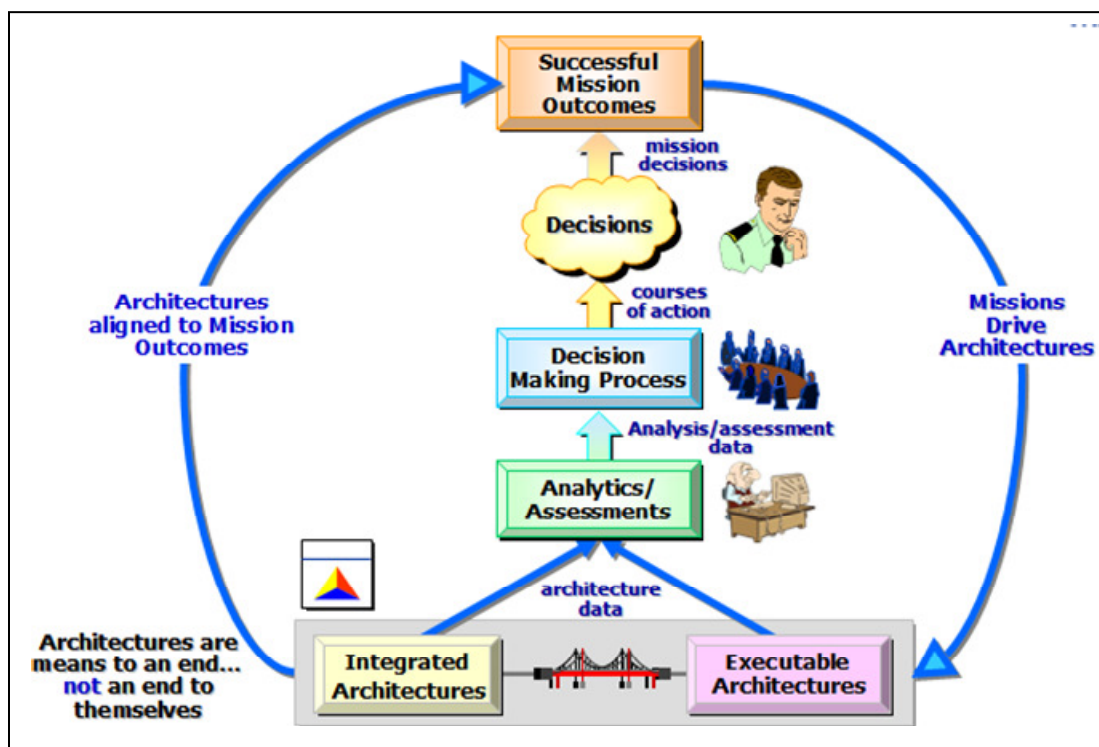 Successful
Mission
Outcomes
mission
decisions
Decisions
courses
of action
Architectures
aligned to Mission
Outcomes
Missions
Drive
Architectures
Decision
Making Process
Analysis/assessment
data
Analytics/
Assessments
architecture
data
Architectures are
means to an end...
not an end to
themselves
Integrated
Architectures
Executable
Architectures